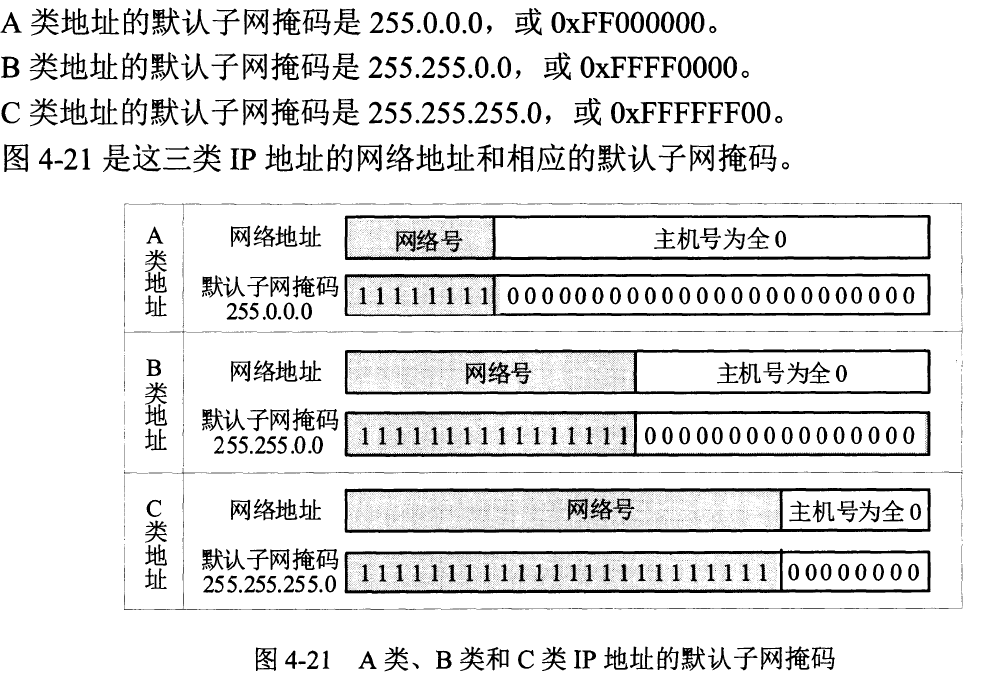 A 类地址的默认子网掩码是 255.0.0.0，或 0xFF000000。
B 类地址的默认子网掩码是 255.255.0.0，或 0xFFFF0000。
C 类地址的默认子网掩码是 255.255.255.0，或 0xFFFFFF00。
图 4-21 是这三类 IP 地址的网络地址和相应的默认子网掩码。
A类地址
网络地址 网络号 主机号为全 0
默认子网掩码
255.0.0.0
11111111 000000000000000000000000
B类地址
网络地址 网络号 主机号为全 0
默认子网掩码
255.255.0.0
1111111111111111 0000000000000000
C类地址
网络地址 网络号 主机号为全 0
默认子网掩码
255.255.255.0
111111111111111111111111 00000000
图 4-21 A 类、B 类和 C 类 IP 地址的默认子网掩码